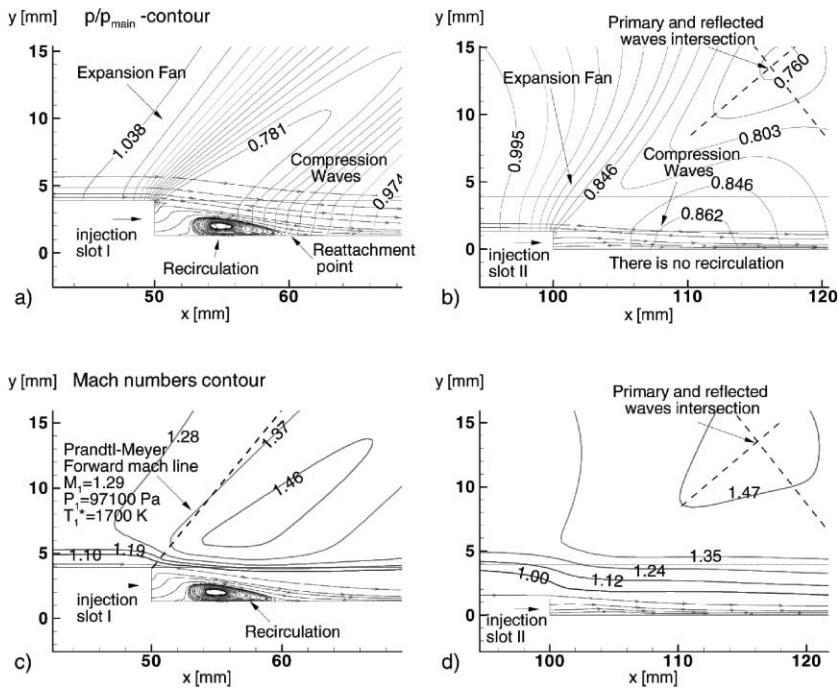 y [mm]
p/p_main -contour
15
10
5
0
Expansion Fan
1.038
0.781
Compression
Waves
0.974
injection
slot I
Recirculation
Reattachment
point
50
60
x [mm]
a)
y [mm]
Primary and reflected
waves intersection
15
10
5
0
Expansion Fan
0.760
0.995
0.803
Compression
Waves
0.846
0.846
0.862
injection
slot II
There is no recirculation
100
110
120
x [mm]
b)
y [mm]
Mach numbers contour
15
10
5
0
1.28
1.37
Prandtl-Meyer
Forward mach line
M1=1.29
P1=97100 Pa
T1*=1700 K
1.46
1.10
1.19
injection
slot I
Recirculation
50
60
x [mm]
c)
y [mm]
Primary and reflected
waves intersection
15
10
5
0
1.47
1.35
1.24
1.12
1.00
injection
slot II
100
110
120
x [mm]
d)